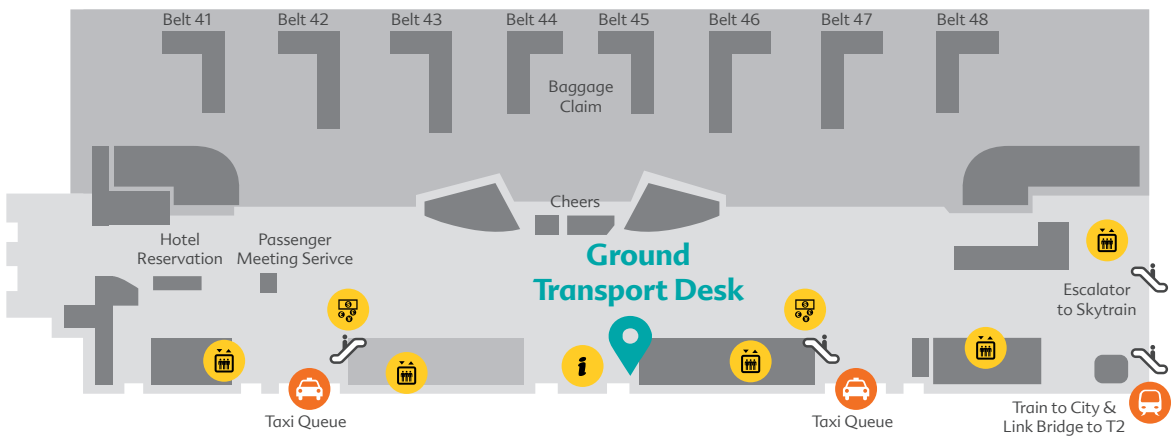 Belt 41
Belt 42
Belt 43
Belt 44
Belt 45
Belt 46
Belt 47
Belt 48
Baggage
Claim
Cheers
Hotel
Reservation
Passenger
Meeting Serivce
Ground
Transport Desk
Escalator
to Skytrain
i
Taxi Queue
Taxi Queue
Train to City &
Link Bridge to T2